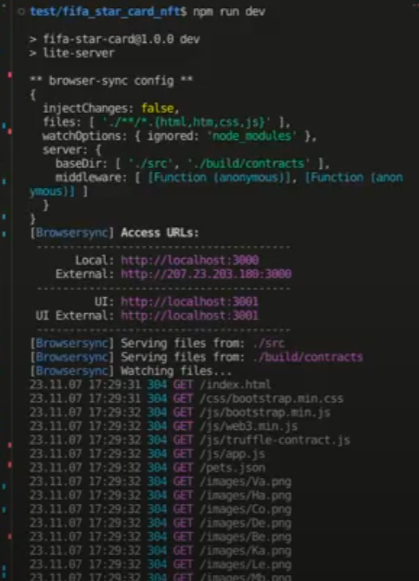 test/fifa_star_card_nft$ npm run dev
> fifa-star-card@1.0.0 dev
> lite-server
** browser-sync config **
{
injectChanges: false,
files: [ './**/*.{html,htm,css,js}' ],
watchOptions: { ignored: 'node_modules' },
server: {
baseDir: [ './src', './build/contracts' ],
middleware: [ [Function (anonymous)], [Function (anon
ymous)] ]
}
}
[Browsersync] Access URLs:
--------------------------------------
Local: http://localhost:3000
External: http://207.23.203.180:3000
--------------------------------------
UI: http://localhost:3001
UI External: http://localhost:3001
--------------------------------------
[Browsersync] Serving files from: ./src
[Browsersync] Serving files from: ./build/contracts
[Browsersync] Watching files...
23.11.07 17:29:31 304 GET /index.html
23.11.07 17:29:31 304 GET /css/bootstrap.min.css
23.11.07 17:29:32 304 GET /js/bootstrap.min.js
23.11.07 17:29:32 304 GET /js/web3.min.js
23.11.07 17:29:32 304 GET /js/truffle-contract.js
23.11.07 17:29:32 304 GET /js/app.js
23.11.07 17:29:32 304 GET /pets.json
23.11.07 17:29:32 304 GET /images/Va.png
23.11.07 17:29:32 304 GET /images/Ha.png
23.11.07 17:29:32 304 GET /images/Co.png
23.11.07 17:29:32 304 GET /images/De.png
23.11.07 17:29:32 304 GET /images/Be.png
23.11.07 17:29:32 304 GET /images/Ka.png
23.11.07 17:29:32 304 GET /images/Le.png
23.11.07 17:29:32 304 GET